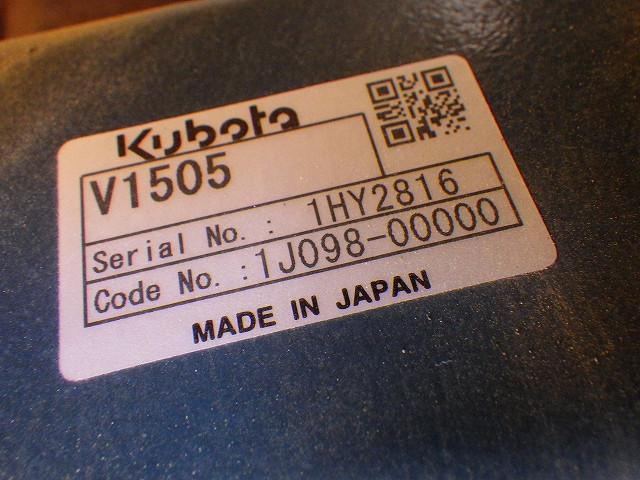 Kubota
V1505
Serial No. : 1HY2816
Code No. : 1J098-00000
MADE IN JAPAN